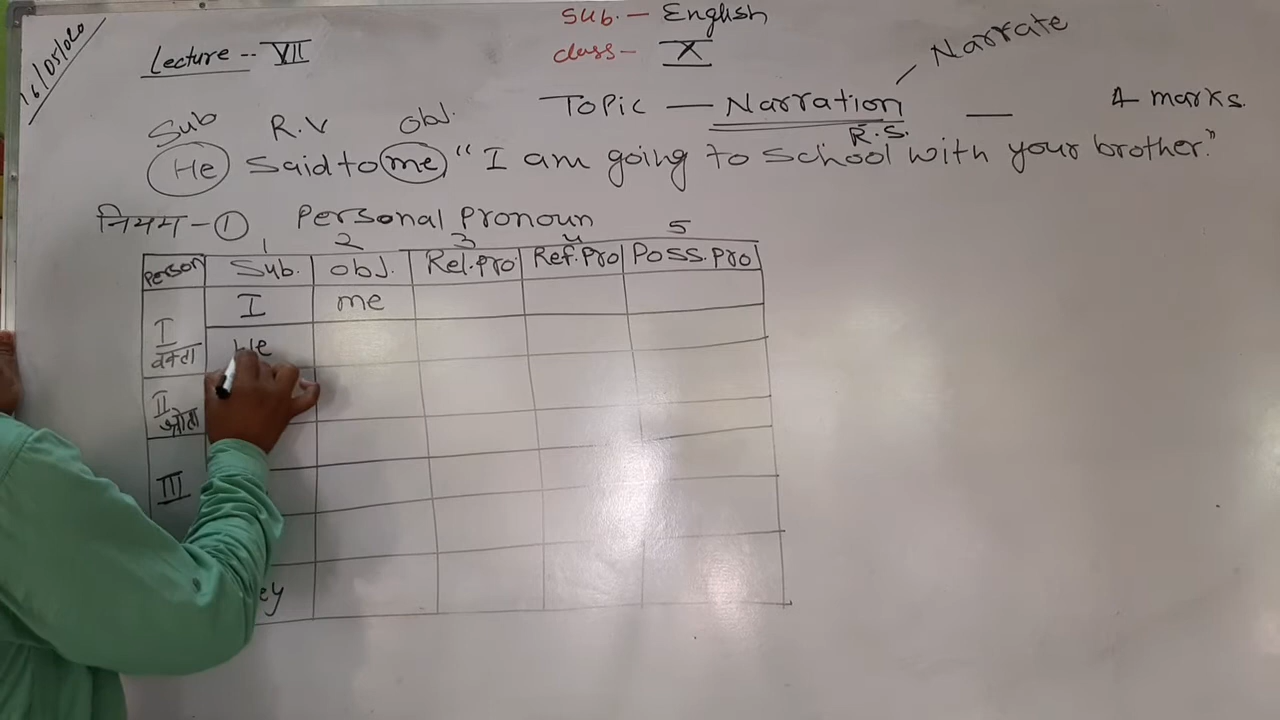 16/05/020
Sub. - English
Lecture -- VII
class - X
Narrate
Topic — Narration — 4 marks.
Sub R.V Obj. R.S.
He Said to me “I am going to School with your brother.”
नियम - ① Personal Pronoun
1 2 3 4 5
Person Sub. Obj. Rel.pro Ref.pro Poss.pro
I me
I
वक्ता
II
श्रोता
III